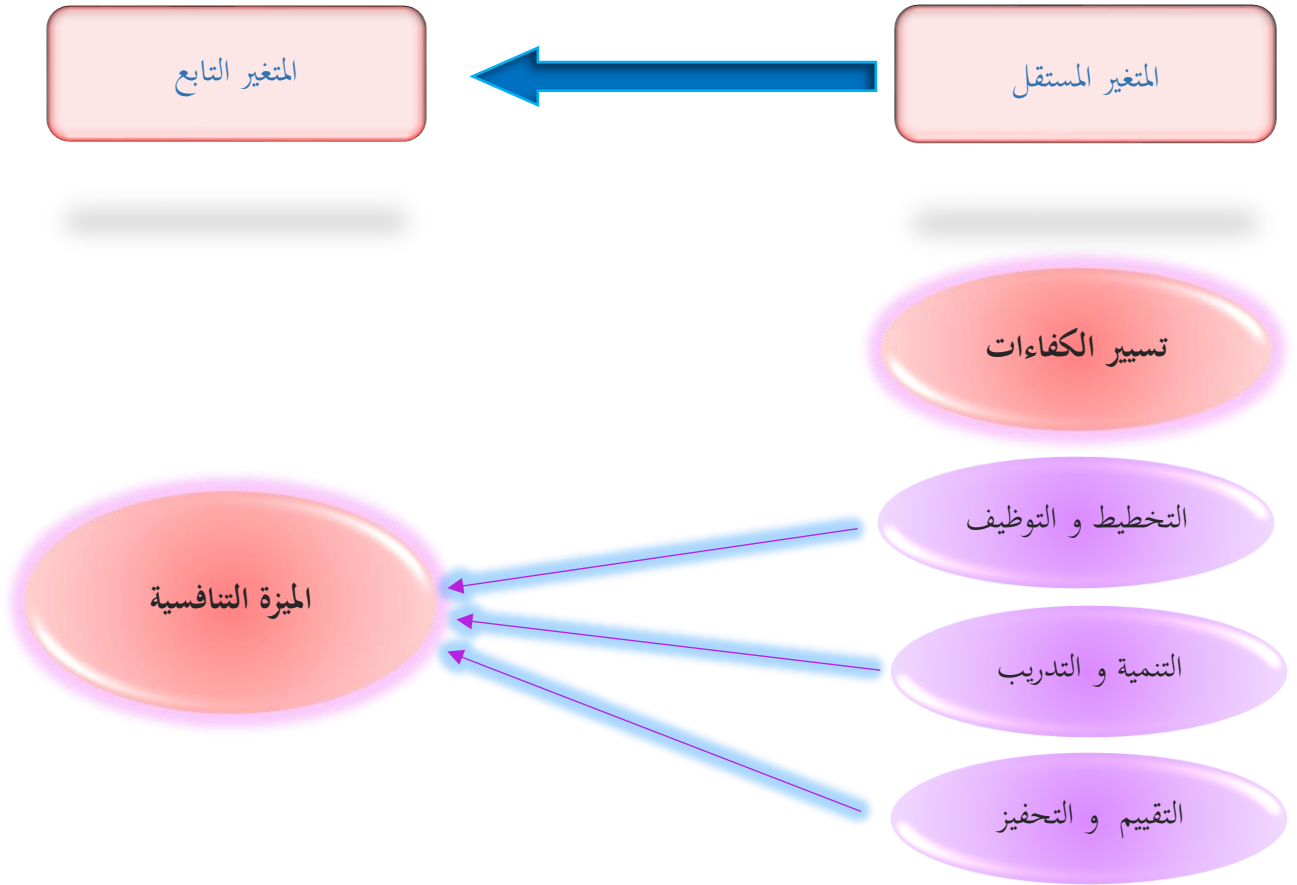 المتغير المستقل
المتغير التابع
تسيير الكفاءات
التخطيط و التوظيف
الميزة التنافسية
التنمية و التدريب
التقييم و التحفيز